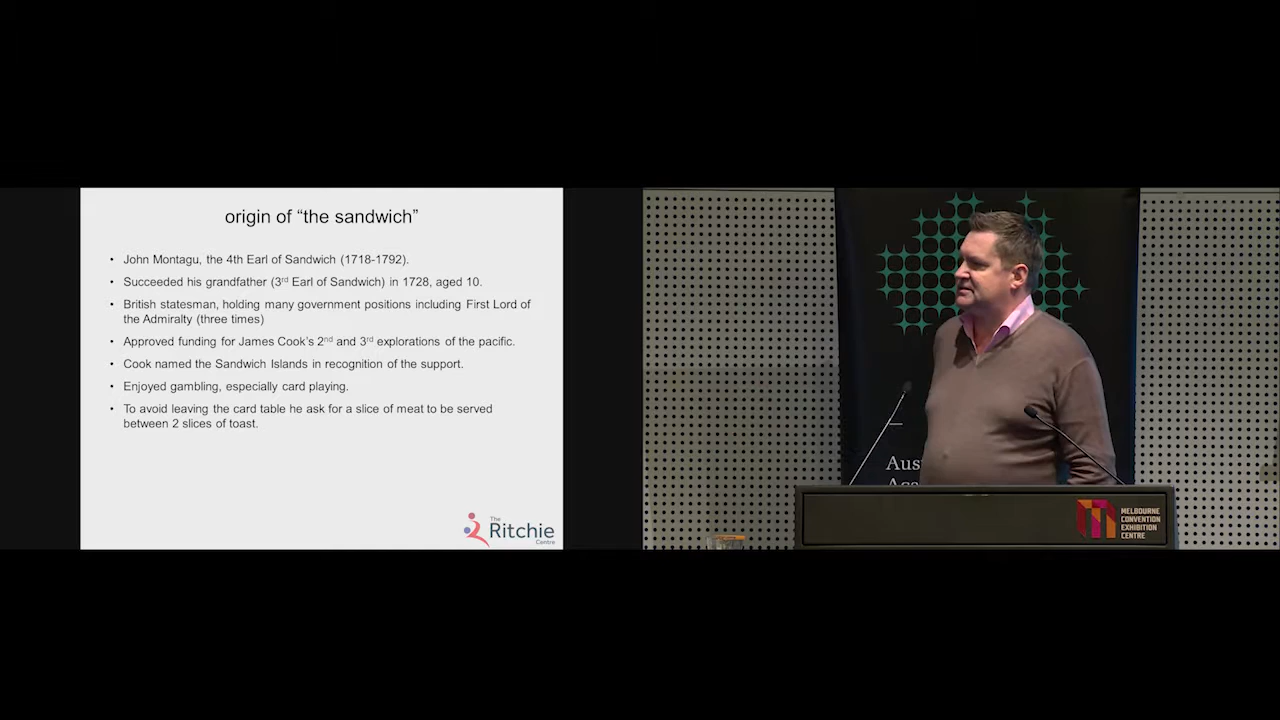 origin of “the sandwich”
• John Montagu, the 4th Earl of Sandwich (1718-1792).
• Succeeded his grandfather (3rd Earl of Sandwich) in 1728, aged 10.
• British statesman, holding many government positions including First Lord of
the Admiralty (three times)
• Approved funding for James Cook’s 2nd and 3rd explorations of the pacific.
• Cook named the Sandwich Islands in recognition of the support.
• Enjoyed gambling, especially card playing.
• To avoid leaving the card table he ask for a slice of meat to be served
between 2 slices of toast.
The
Ritchie
Centre
Aus
MELBOURNE
CONVENTION
EXHIBITION
CENTRE